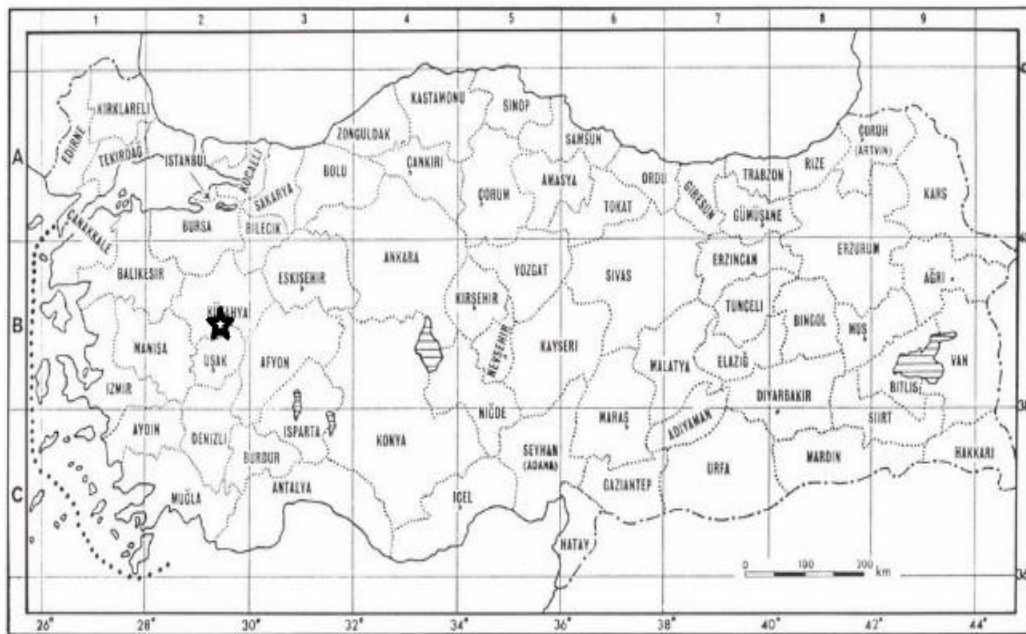 1 2 3 4 5 6 7 8 9
KIRKLARELİ
EDİRNE
TEKİRDAĞ
İSTANBUL
KOCALİ
SAKARYA
BOLU
ZONGULDAK
KASTAMONU
SİNOP
ÇANKIRI
SAMSUN
ÇORUM
AMASYA
TOKAT
ORDU
GİRESUN
TRABZON
GÜMÜŞANE
RİZE
ÇORUH
(ARTVİN)
KARS
A
ÇANAKKALE
BURSA
BİLECİK
BALIKESİR
ESKİSEHİR
ANKARA
KIRŞEHİR
YOZGAT
SIVAS
ERZİNCAN
ERZURUM
AĞRI
TUNCELİ
BİNGOL
MUŞ
B
MANİSA
UŞAK
AFYON
NEVŞEHİR
KAYSERİ
MALATYA
ELAZIĞ
BİTLİS
VAN
İZMİR
DİYARBAKIR
SİİRT
AYDIN
DENİZLİ
ISPARTA
BURDUR
KONYA
NİĞDE
MARAŞ
ADIYAMAN
SEYHAN
(ADANA)
GAZİANTEP
URFA
MARDİN
HAKKARİ
C
MUĞLA
ANTALYA
İÇEL
HATAY
0 100 200
km
26° 28° 30° 32° 34° 36° 38° 40° 42° 44°